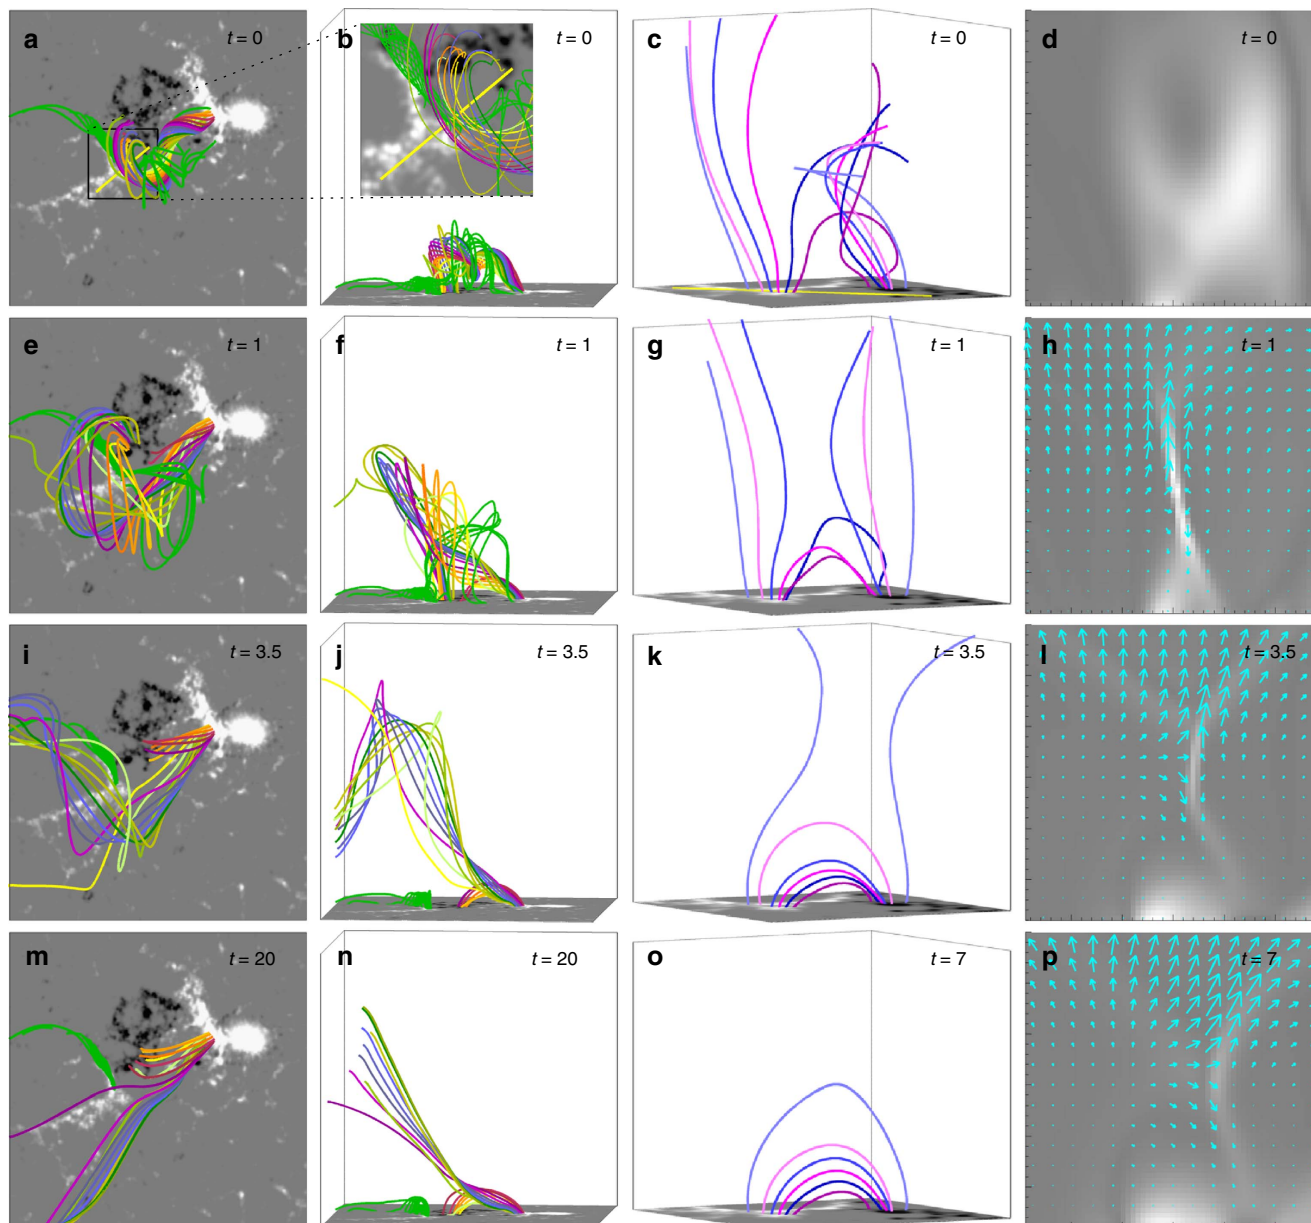 a t = 0
b t = 0
c t = 0
d t = 0
e t = 1
f t = 1
g t = 1
h t = 1
i t = 3.5
j t = 3.5
k t = 3.5
l t = 3.5
m t = 20
n t = 20
o t = 7
p t = 7